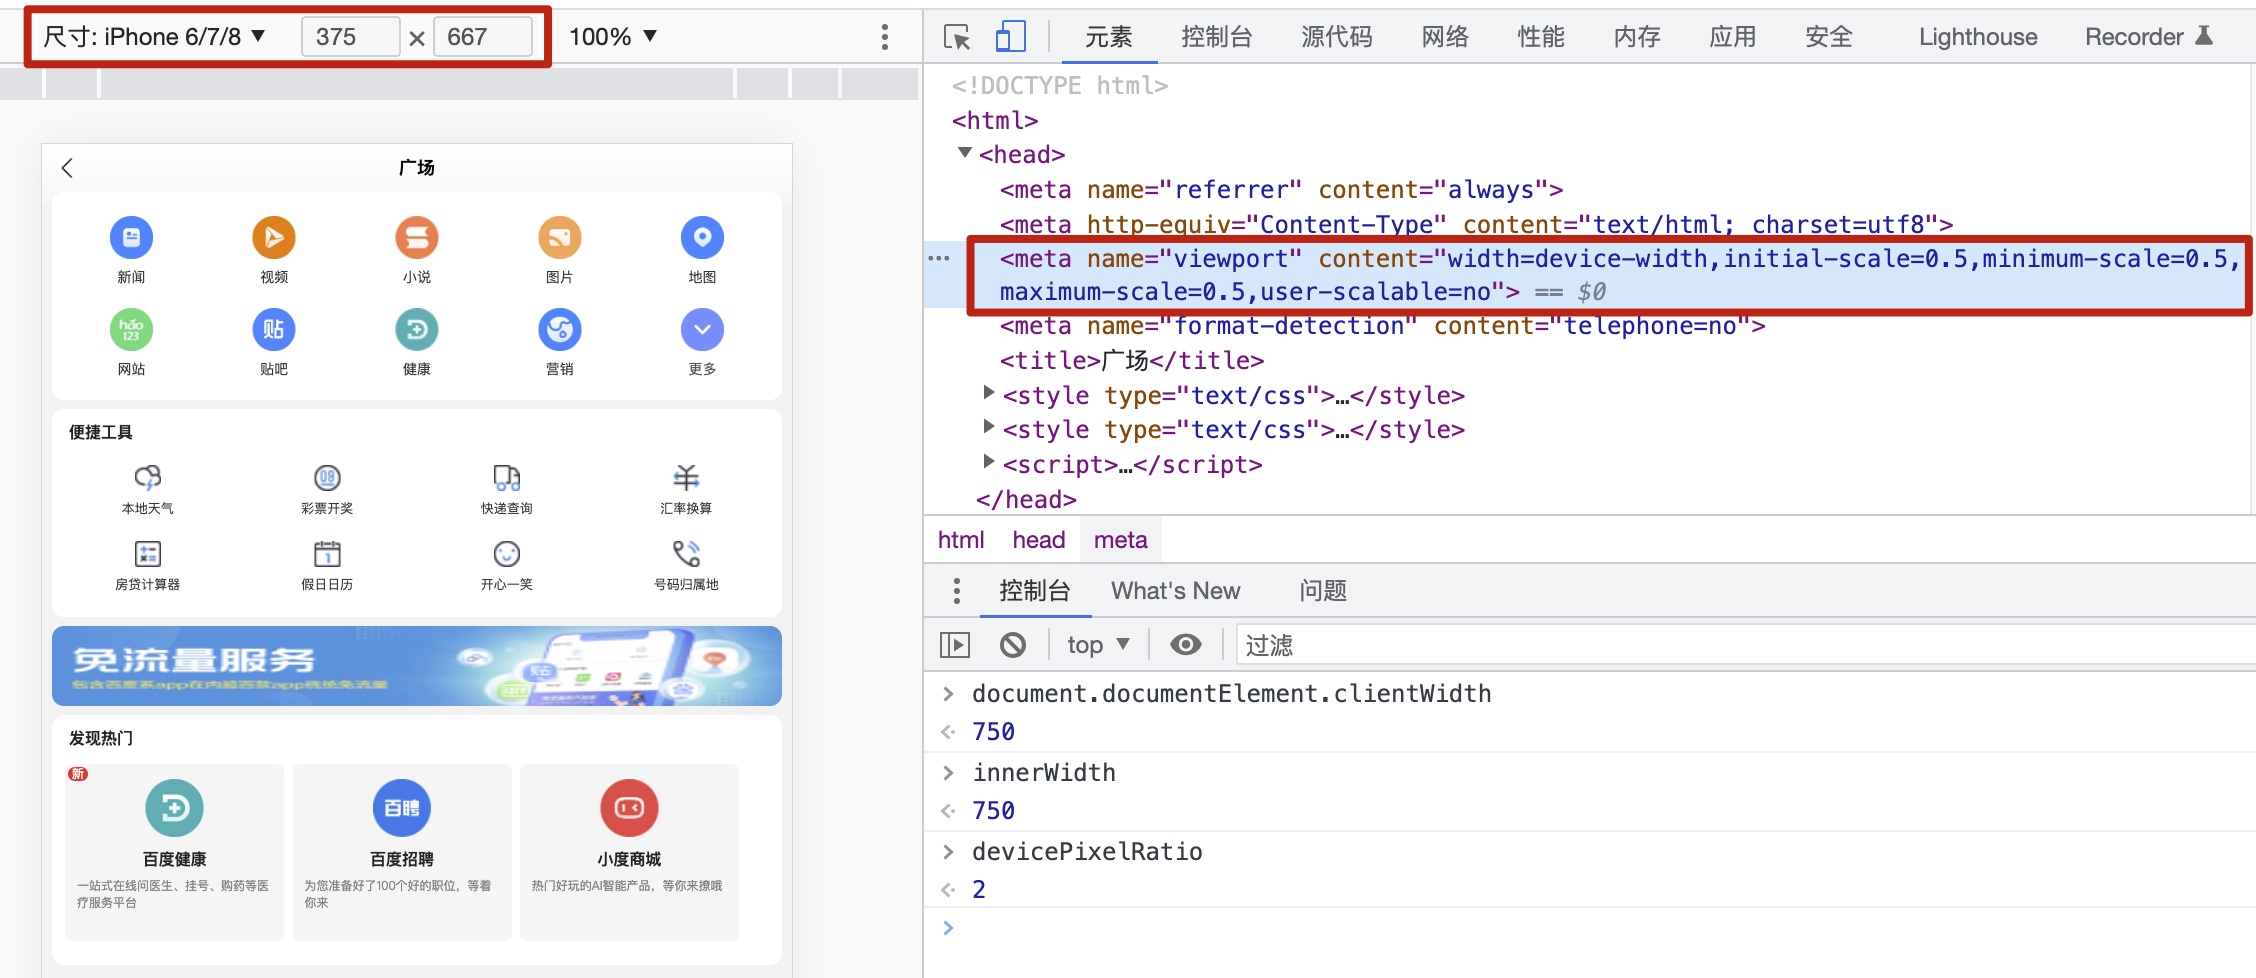 尺寸: iPhone 6/7/8 ▼ 375 × 667 100% ▼
元素 控制台 源代码 网络 性能 内存 应用 安全 Lighthouse Recorder
<!DOCTYPE html>
<html>
▼<head>
<meta name="referrer" content="always">
<meta http-equiv="Content-Type" content="text/html; charset=utf8">
<meta name="viewport" content="width=device-width,initial-scale=0.5,minimum-scale=0.5,
maximum-scale=0.5,user-scalable=no"> == $0
<meta name="format-detection" content="telephone=no">
<title>广场</title>
▶<style type="text/css">…</style>
▶<style type="text/css">…</style>
▶<script>…</script>
</head>
html head meta
控制台 What's New 问题
top ▼ 过滤
> document.documentElement.clientWidth
750
> innerWidth
750
> devicePixelRatio
2
>
广场
新闻 视频 小说 图片 地图
hǎo
123
贴
网站 贴吧 健康 营销 更多
便捷工具
09
本地天气 彩票开奖 快递查询 汇率换算
1
房贷计算器 假日日历 开心一笑 号码归属地
免流量服务
包含百度系app在内超百款app统统免流量
发现热门
新
百聘
百度健康 百度招聘 小度商城
一站式在线问医生、挂号、购药等医
疗服务平台
为您准备好了100个好的职位，等着
你来
热门好玩的AI智能产品，等你来撩哦